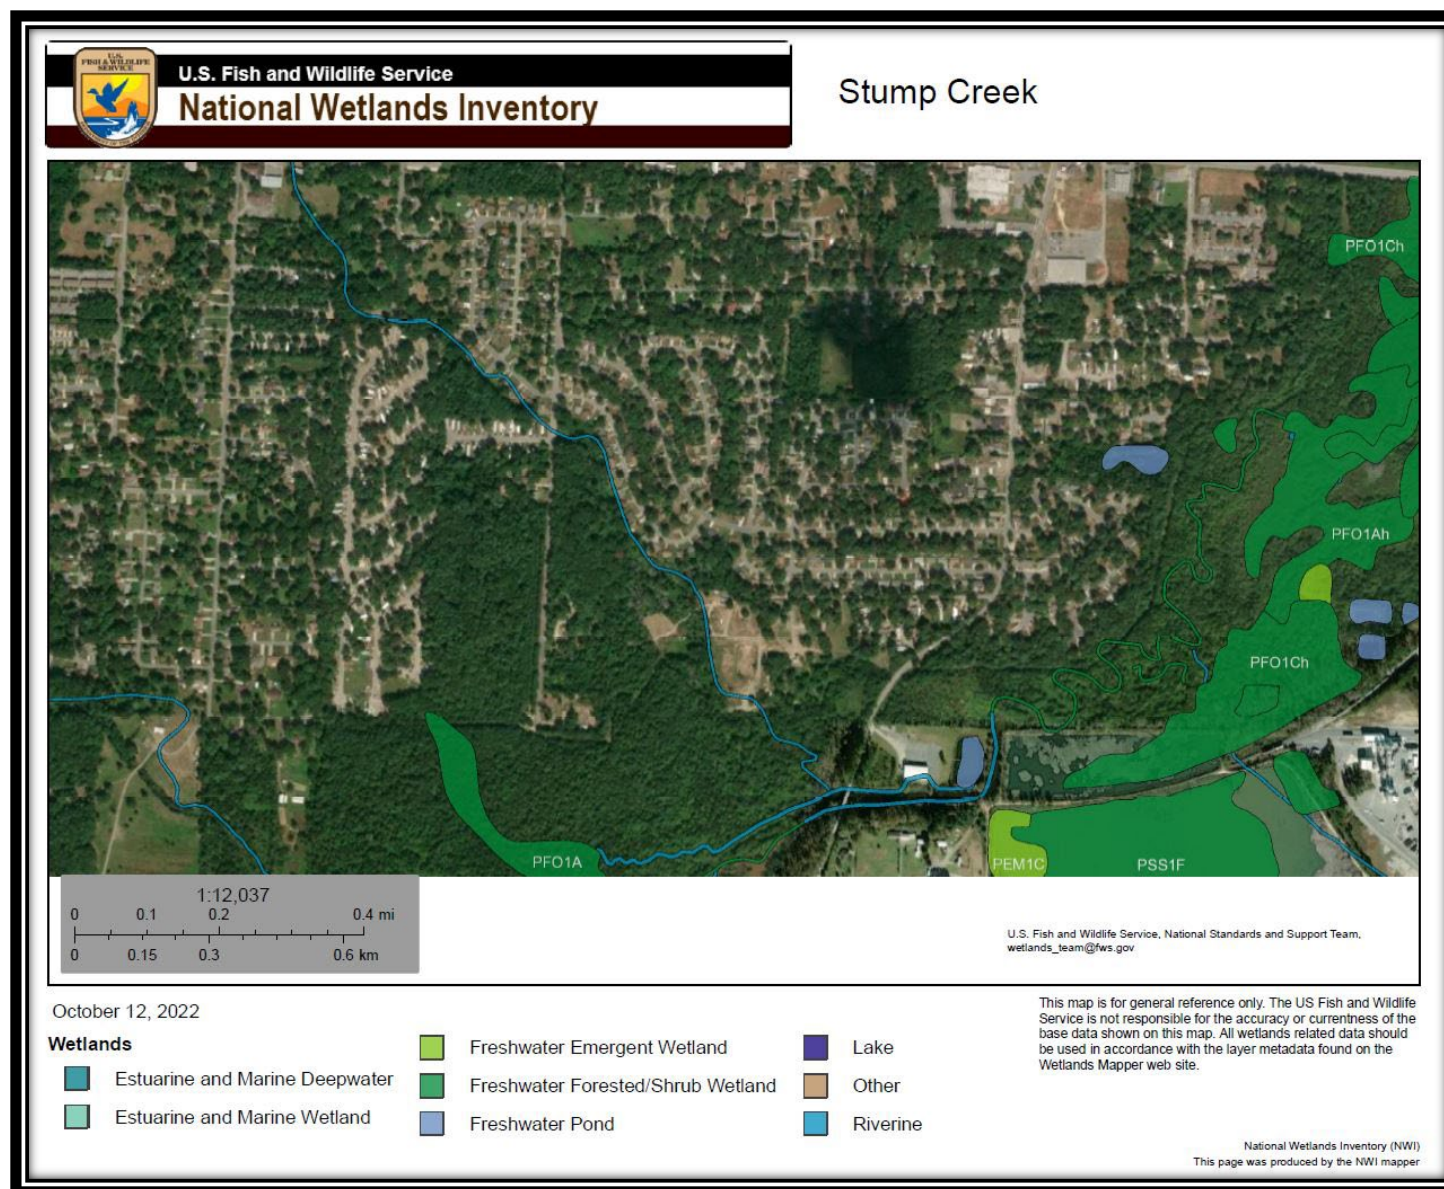 U.S.
FISH & WILDLIFE
SERVICE
U.S. Fish and Wildlife Service
National Wetlands Inventory
Stump Creek
PFO1Ch
PFO1Ah
PFO1Ch
PFO1A
PEM1C
PSS1F
1:12,037
0 0.1 0.2 0.4 mi
0 0.15 0.3 0.6 km
U.S. Fish and Wildlife Service, National Standards and Support Team,
wetlands_team@fws.gov
October 12, 2022
Wetlands
Estuarine and Marine Deepwater
Estuarine and Marine Wetland
Freshwater Emergent Wetland
Freshwater Forested/Shrub Wetland
Freshwater Pond
Lake
Other
Riverine
This map is for general reference only. The US Fish and Wildlife
Service is not responsible for the accuracy or currentness of the
base data shown on this map. All wetlands related data should
be used in accordance with the layer metadata found on the
Wetlands Mapper web site.
National Wetlands Inventory (NWI)
This page was produced by the NWI mapper